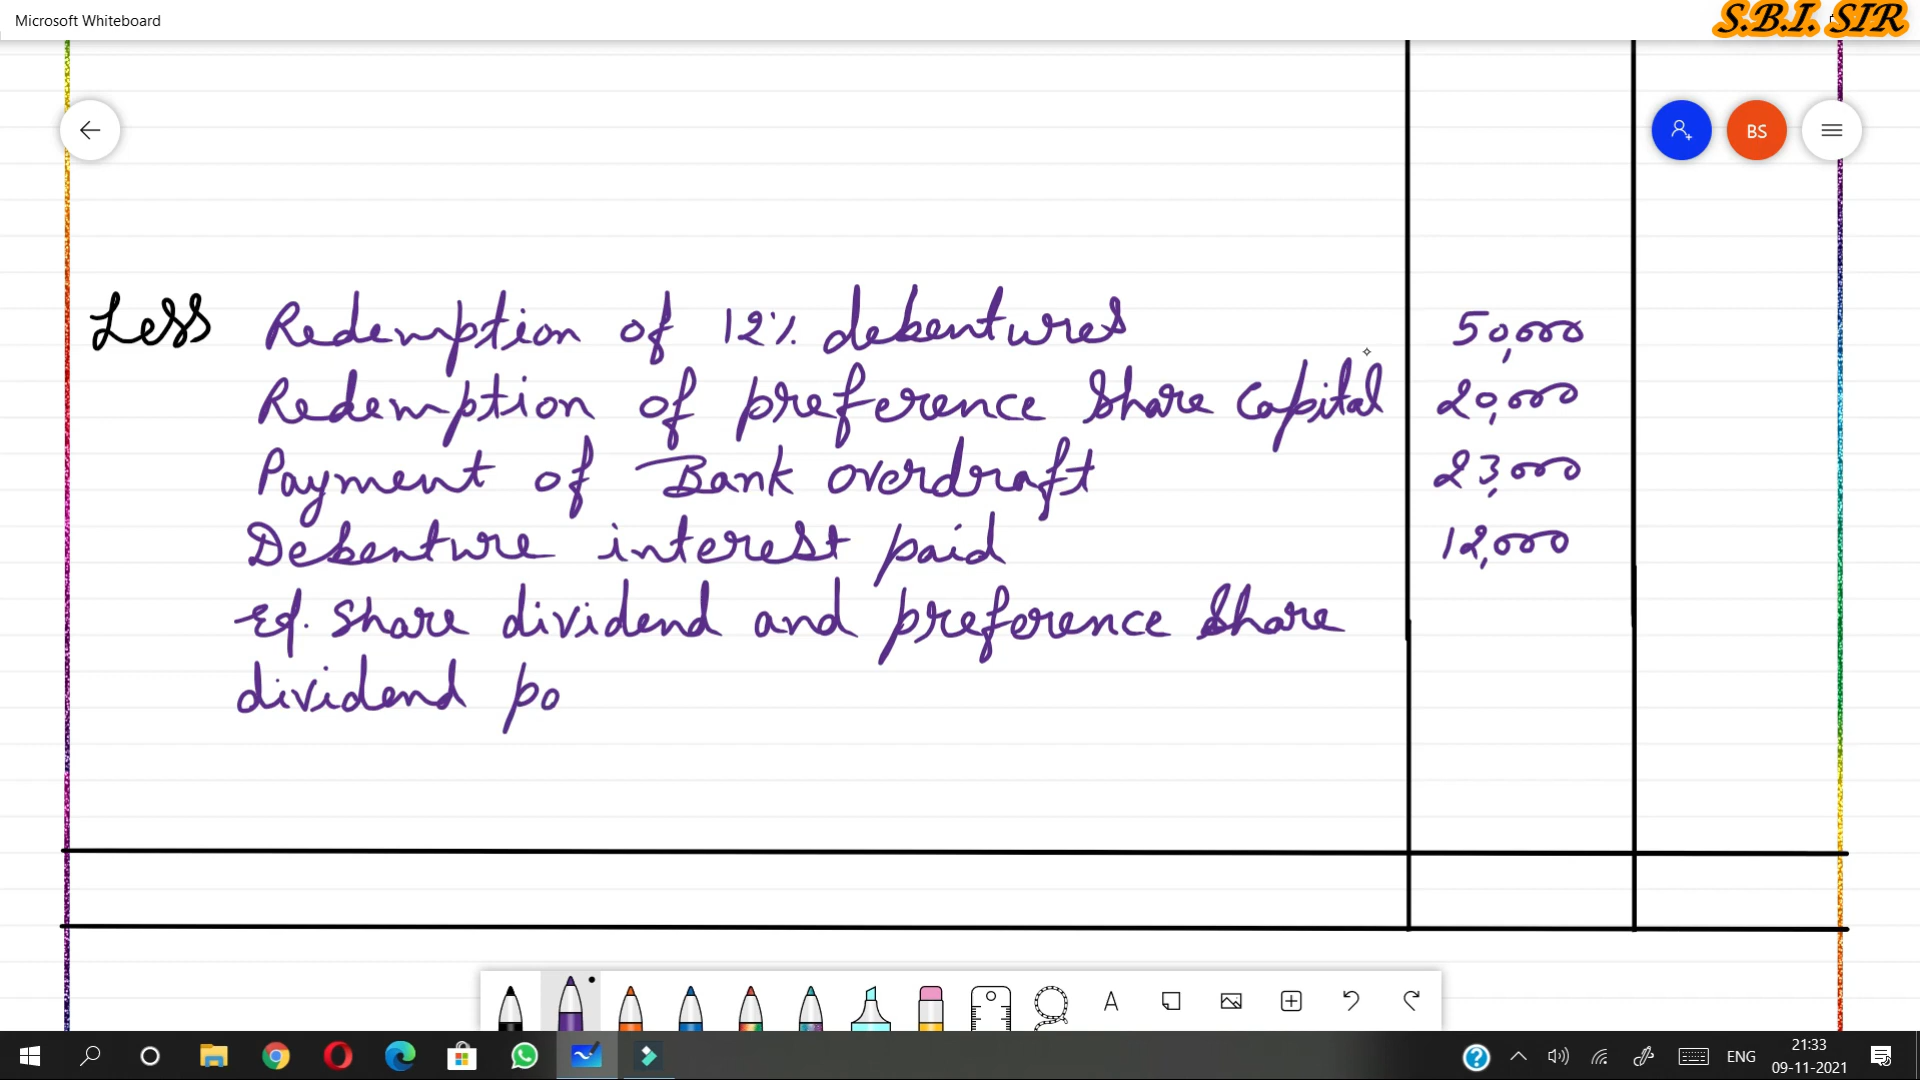 Microsoft Whiteboard
S.B.I. SIR
BS
Less Redemption of 12% debentures 50,000
Redemption of preference Share Capital 20,000
Payment of Bank overdraft 23,000
Debenture interest paid 12,000
Eq. Share dividend and preference Share
dividend pa
A
ENG
21:33
09-11-2021